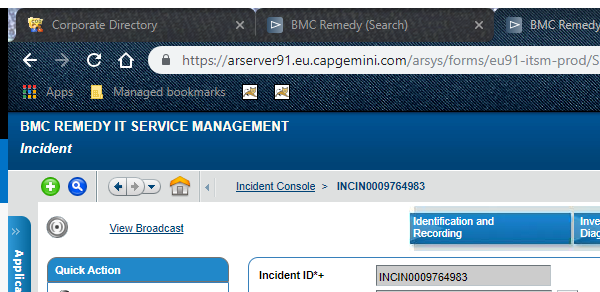 Corporate Directory
BMC Remedy (Search)
BMC Remedy
https://arserver91.eu.capgemini.com/arsys/forms/eu91-itsm-prod/S
Apps
Managed bookmarks
BMC REMEDY IT SERVICE MANAGEMENT
Incident
Incident Console > INCIN0009764983
View Broadcast
Identification and
Recording
Inve
Diag
Applica
Quick Action
Incident ID*+
INCIN0009764983